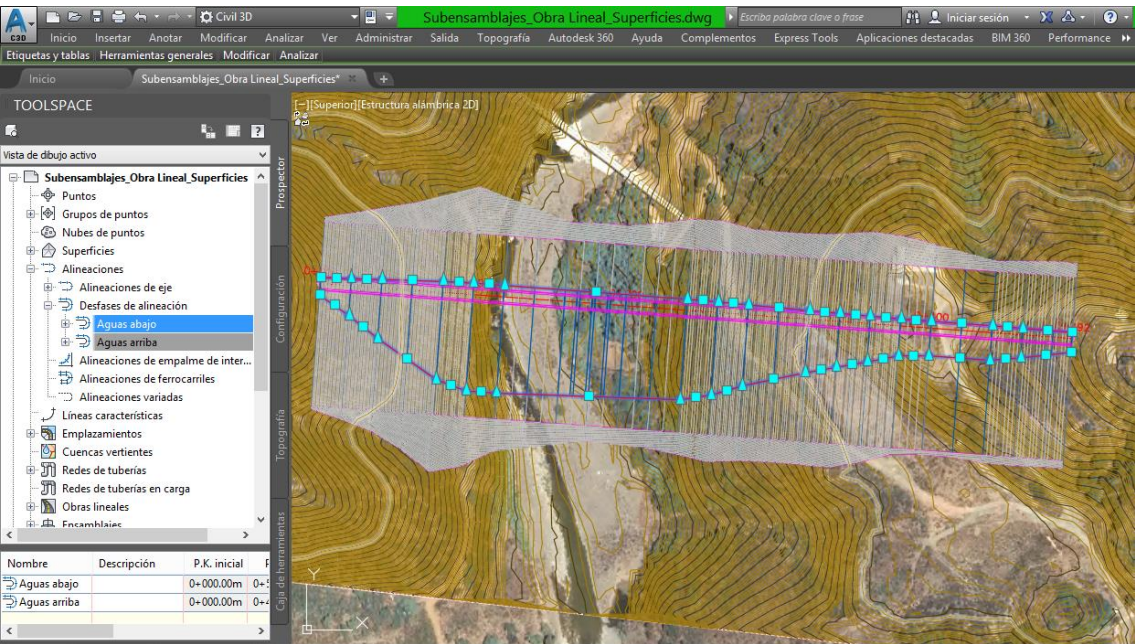 C3D
Civil 3D
Subensamblajes_Obra Lineal_Superficies.dwg
Escriba palabra clave o frase
Iniciar sesión
Inicio Insertar Anotar Modificar Analizar Ver Administrar Salida Topografía Autodesk 360 Ayuda Complementos Express Tools Aplicaciones destacadas BIM 360 Performance
Etiquetas y tablas Herramientas generales Modificar Analizar
Inicio Subensamblajes_Obra Lineal_Superficies*
TOOLSPACE
[−][Superior][Estructura alámbrica 2D]
Vista de dibujo activo
Subensamblajes_Obra Lineal_Superficies
Puntos
Grupos de puntos
Nubes de puntos
Superficies
Alineaciones
Alineaciones de eje
Desfases de alineación
Aguas abajo
Aguas arriba
Alineaciones de empalme de inter...
Alineaciones de ferrocarriles
Alineaciones variadas
Líneas características
Emplazamientos
Cuencas vertientes
Redes de tuberías
Redes de tuberías en carga
Obras lineales
Ensamblajes
Prospector
Configuración
Topografía
Caja de herramientas
Nombre Descripción P.K. inicial
Aguas abajo 0+000.00m
Aguas arriba 0+000.00m
Y
X